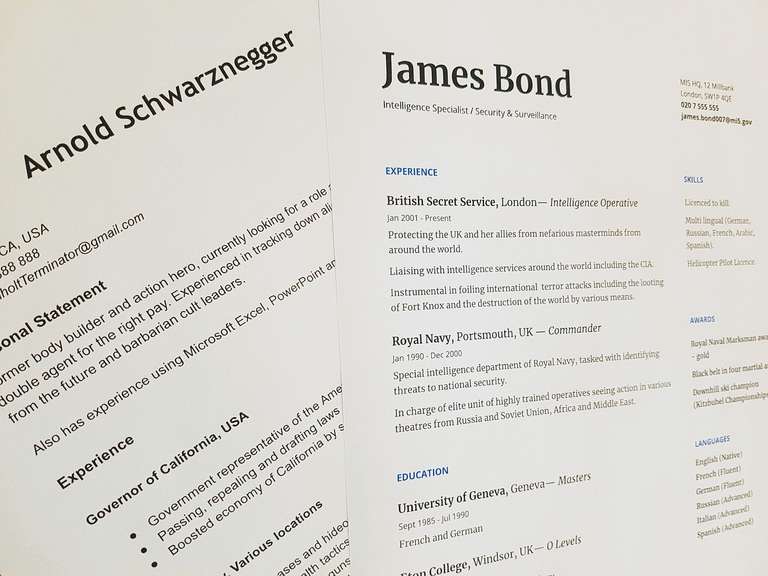 Arnold Schwarznegger
CA, USA
888 888
holtTerminator@gmail.com
sonal Statement
ormer body builder and action hero, currently looking for a role
double agent for the right pay. Experienced in tracking down
from the future and barbarian cult leaders.
Also has experience using Microsoft Excel, PowerPoint
Experience
Governor of California, USA
• Government representative of the
• Passing, repealing and drafting laws
• Boosted economy of California by
Various locations
James Bond
Intelligence Specialist / Security & Surveillance
MI5 HQ, 12 Millbank
London, SW1P 4QE
020 7 555 555
james.bond007@mi5.gov
EXPERIENCE
British Secret Service, London— Intelligence Operative
Jan 2001 - Present
Protecting the UK and her allies from nefarious masterminds from
around the world.
Liaising with intelligence services around the world including the CIA.
Instrumental in foiling international terror attacks including the looting
of Fort Knox and the destruction of the world by various means.
Royal Navy, Portsmouth, UK — Commander
Jan 1990 - Dec 2000
Special intelligence department of Royal Navy, tasked with identifying
threats to national security.
In charge of elite unit of highly trained operatives seeing action in various
theatres from Russia and Soviet Union, Africa and Middle East.
EDUCATION
University of Geneva, Geneva— Masters
Sept 1985 - Jul 1990
French and German
Eton College, Windsor, UK— O Levels
SKILLS
Licenced to kill.
Multi lingual (German,
Russian, French, Arabic,
Spanish).
Helicopter Pilot Licence.
AWARDS
Royal Naval Marksman
- gold
Black belt in four martial
Downhill ski champion
(Kitzbuhel Championships
LANGUAGES
English (Native)
French (Fluent)
German (Fluent)
Russian (Advanced)
Italian (Advanced)
Spanish (Advanced)